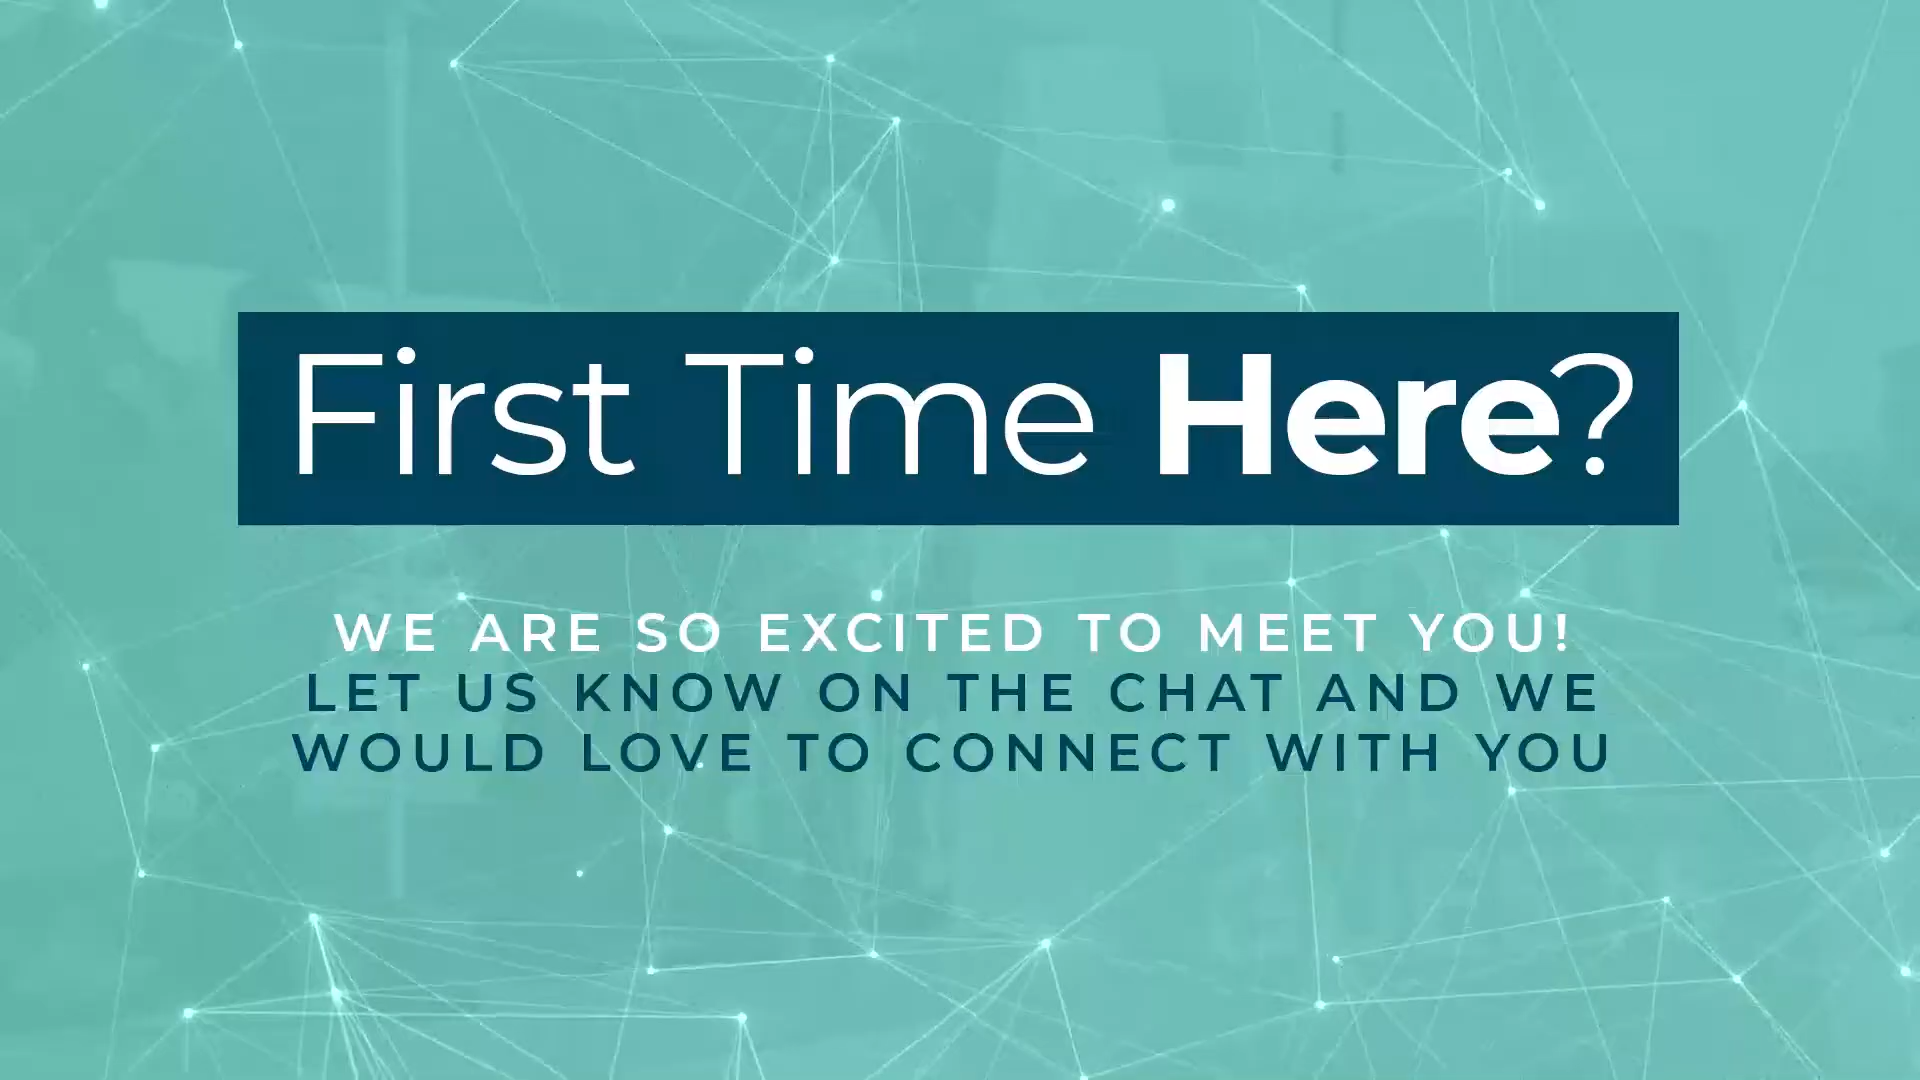 First Time Here?
WE ARE SO EXCITED TO MEET YOU!
LET US KNOW ON THE CHAT AND WE
WOULD LOVE TO CONNECT WITH YOU